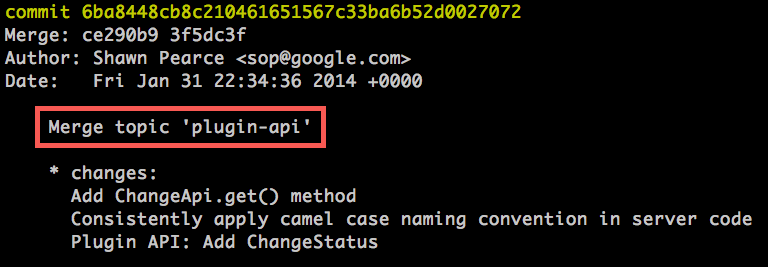 commit 6ba8448cb8c210461651567c33ba6b52d0027072
Merge: ce290b9 3f5dc3f
Author: Shawn Pearce <sop@google.com>
Date:   Fri Jan 31 22:34:36 2014 +0000
Merge topic 'plugin-api'
* changes:
Add ChangeApi.get() method
Consistently apply camel case naming convention in server code
Plugin API: Add ChangeStatus